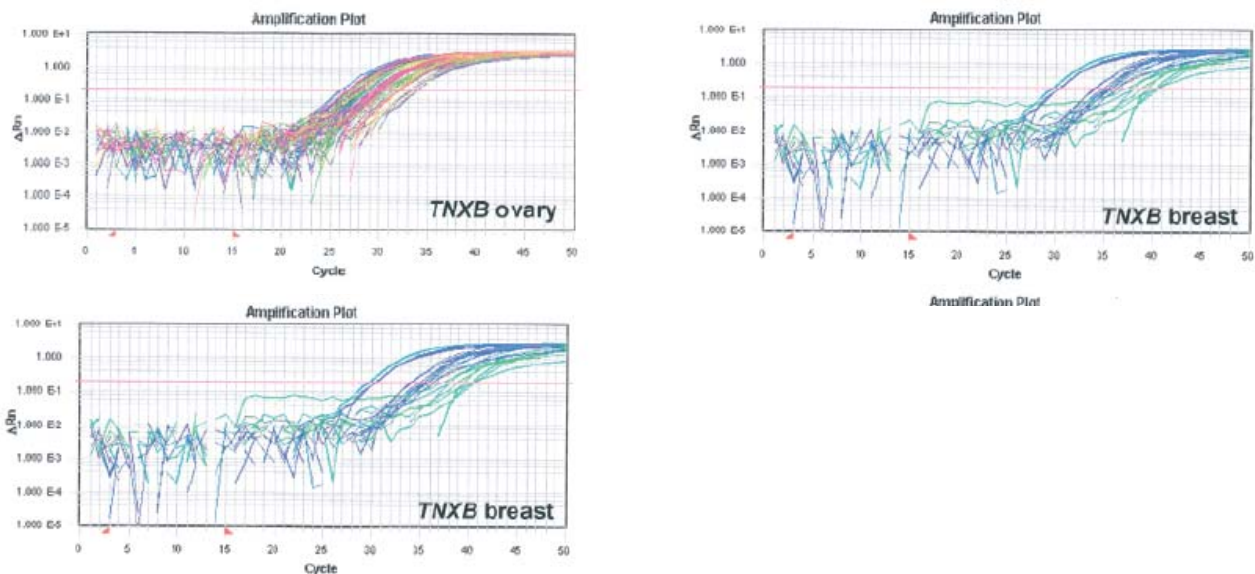 Amplification Plot
1.000 E+1
1.000
1.000 E-1
1.000 E-2
1.000 E-3
1.000 E-4
1.000 E-5
ΔRn
TNXB ovary
0 5 10 15 20 25 30 35 40 45 50
Cycle
Amplification Plot
1.000 E+1
1.000
1.000 E-1
1.000 E-2
1.000 E-3
1.000 E-4
1.000 E-5
ΔRn
TNXB breast
0 5 10 15 20 25 30 35 40 45 50
Cycle
Amplification Plot
1.000 E+1
1.000
1.000 E-1
1.000 E-2
1.000 E-3
1.000 E-4
1.000 E-5
ΔRn
TNXB breast
0 5 10 15 20 25 30 35 40 45 50
Cycle
Amplification Plot